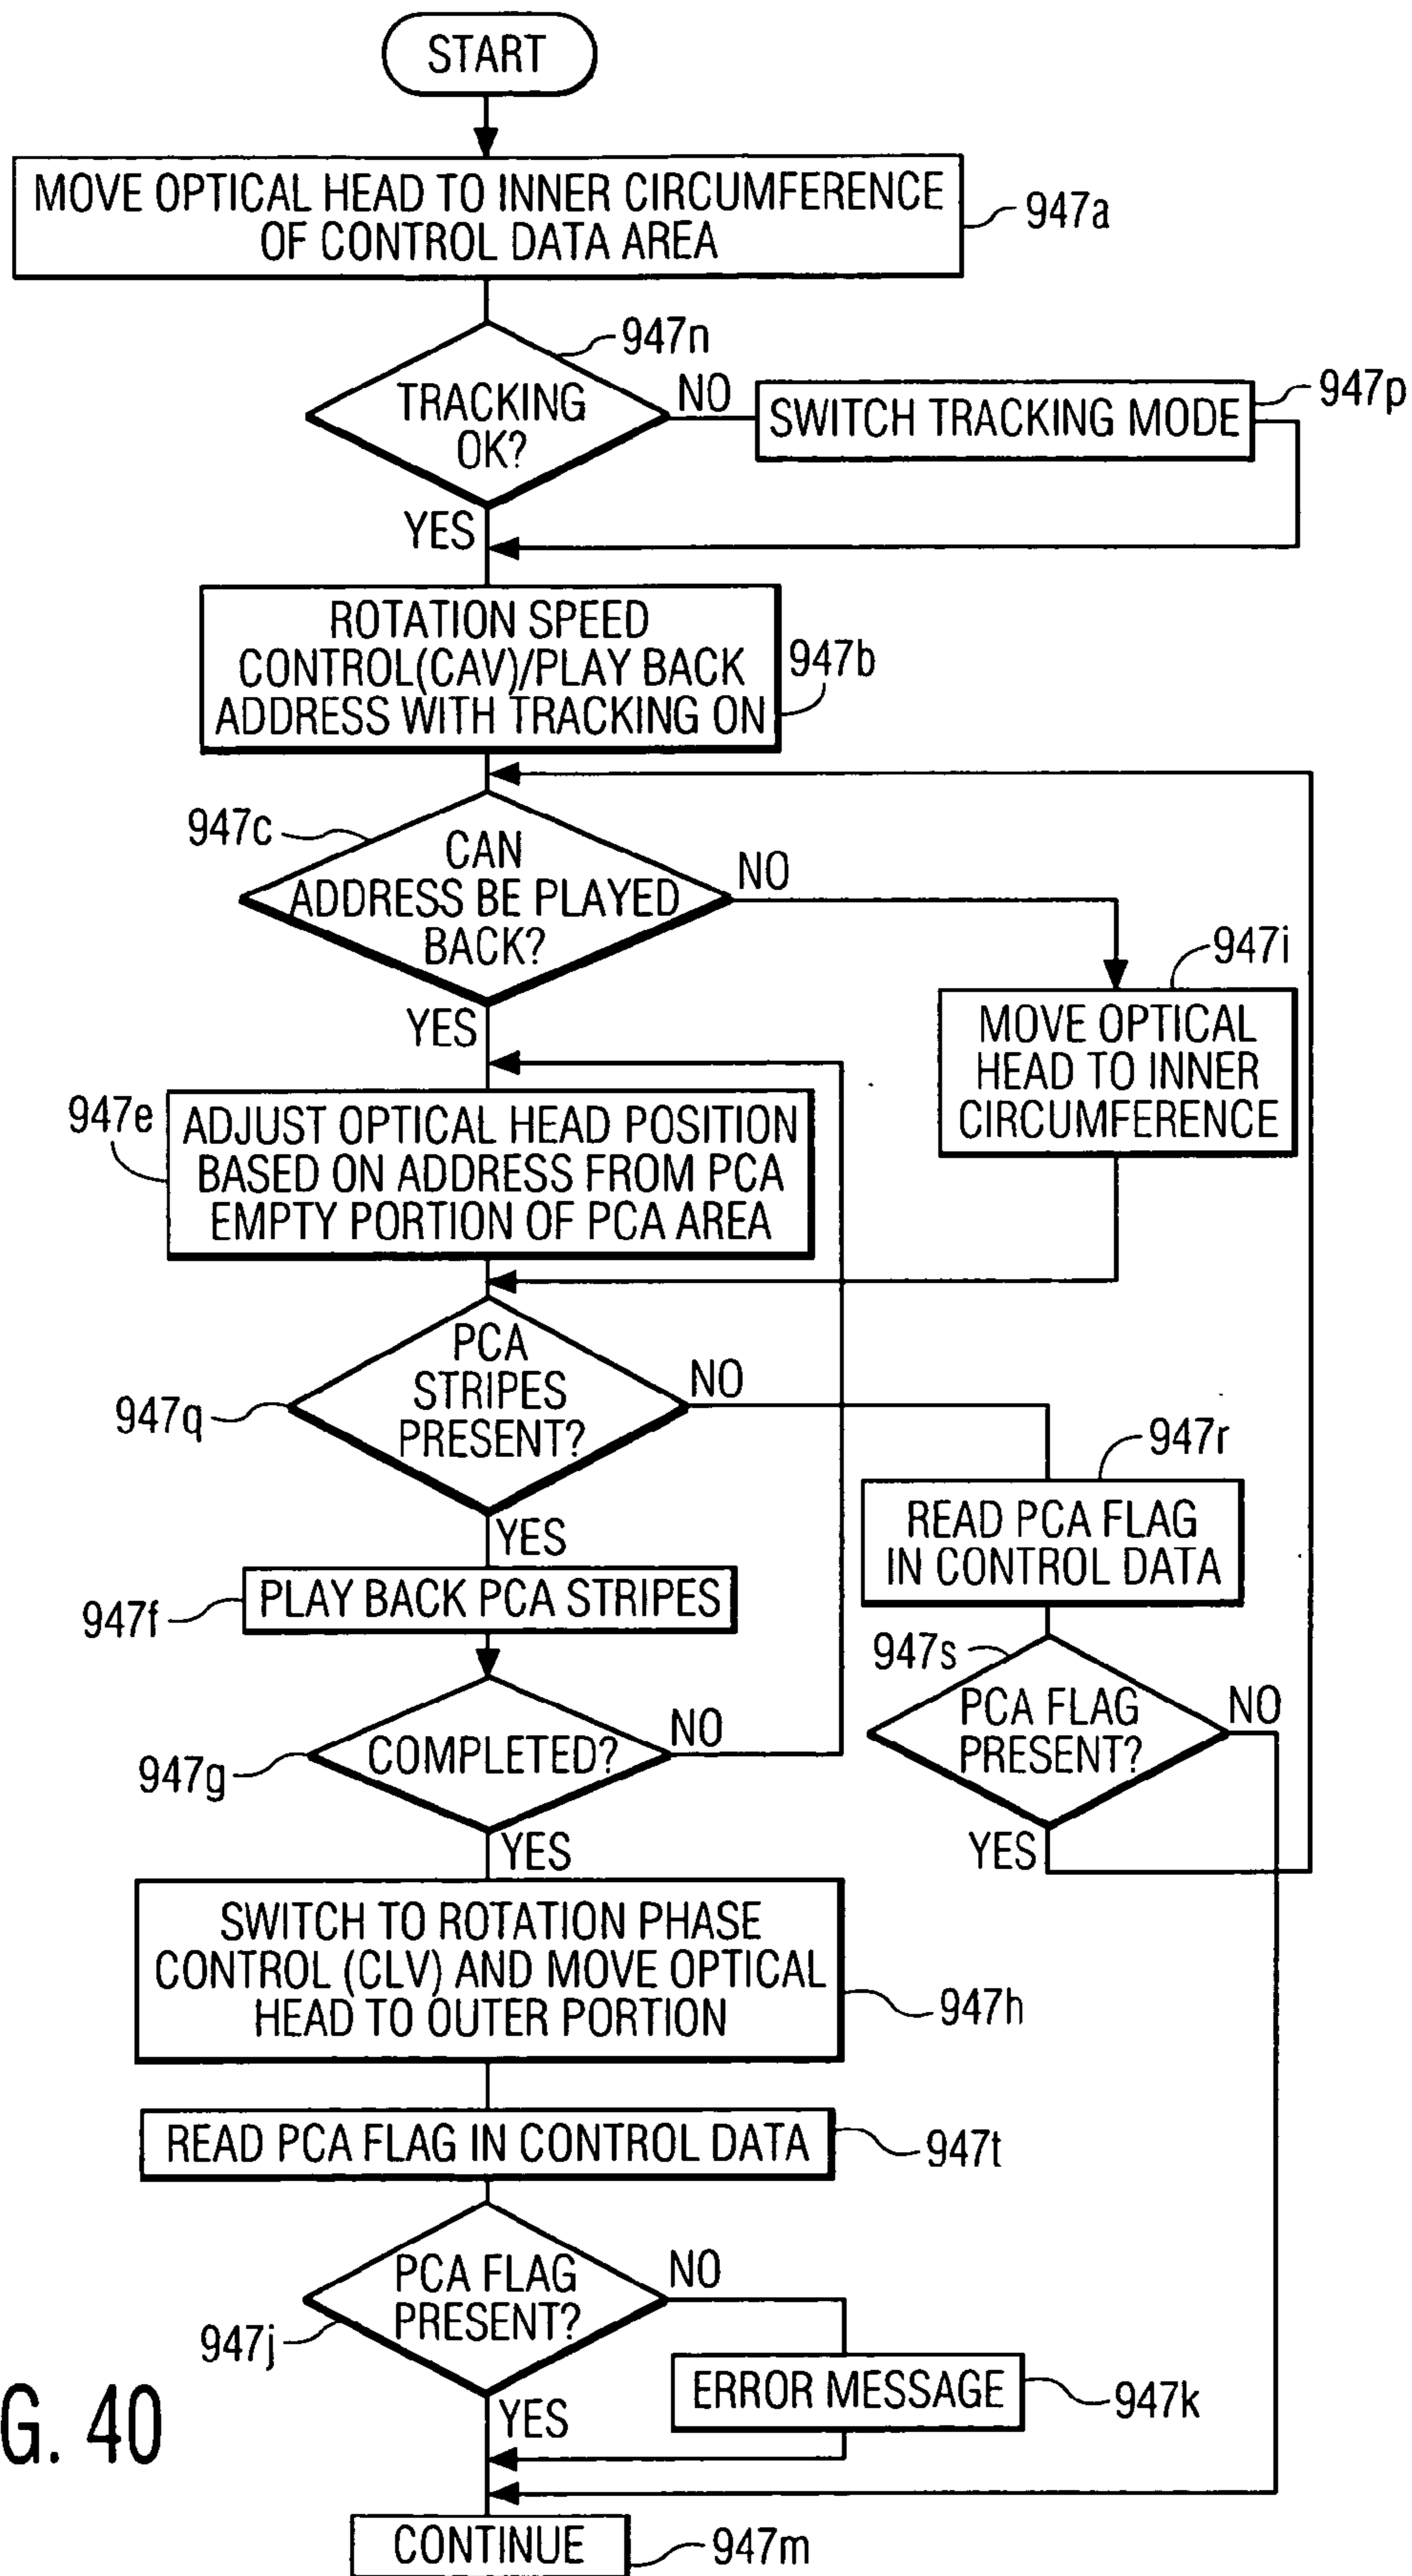 START
MOVE OPTICAL HEAD TO INNER CIRCUMFERENCE
OF CONTROL DATA AREA
947a
947n
TRACKING
OK?
NO
SWITCH TRACKING MODE
947p
YES
ROTATION SPEED
CONTROL(CAV)/PLAY BACK
ADDRESS WITH TRACKING ON
947b
947c
CAN
ADDRESS BE PLAYED
BACK?
NO
YES
947i
MOVE OPTICAL
HEAD TO INNER
CIRCUMFERENCE
947e
ADJUST OPTICAL HEAD POSITION
BASED ON ADDRESS FROM PCA
EMPTY PORTION OF PCA AREA
PCA
STRIPES
PRESENT?
NO
947q
YES
947r
READ PCA FLAG
IN CONTROL DATA
PLAY BACK PCA STRIPES
947f
947s
PCA FLAG
PRESENT?
NO
YES
COMPLETED?
NO
947g
YES
SWITCH TO ROTATION PHASE
CONTROL (CLV) AND MOVE OPTICAL
HEAD TO OUTER PORTION
947h
READ PCA FLAG IN CONTROL DATA
947t
PCA FLAG
PRESENT?
NO
947j
YES
ERROR MESSAGE
947k
G. 40
CONTINUE
947m